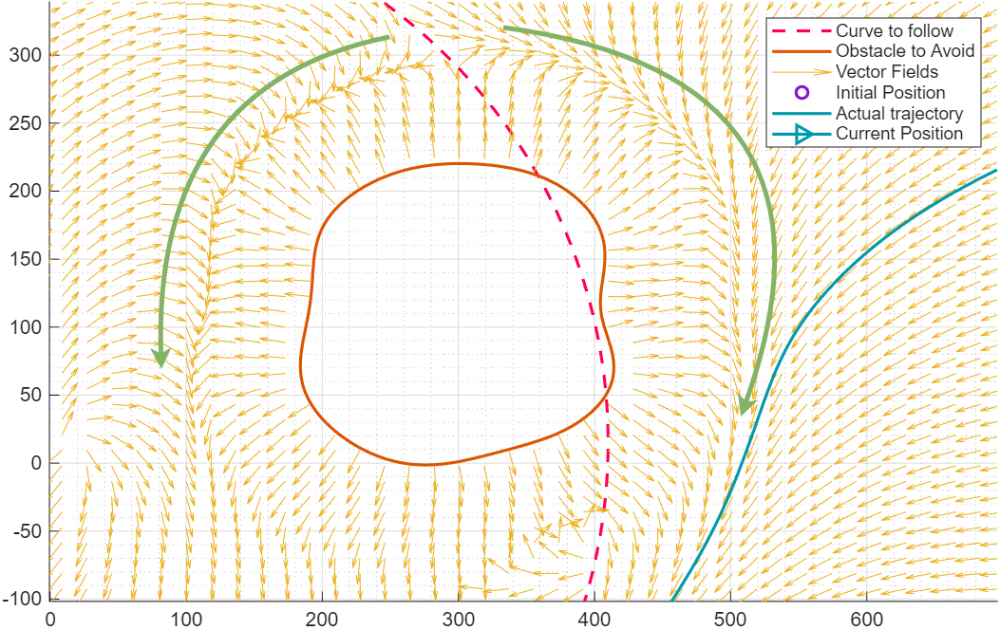 Curve to follow
Obstacle to Avoid
Vector Fields
Initial Position
Actual trajectory
Current Position
300
250
200
150
100
50
0
-50
-100
0 100 200 300 400 500 600